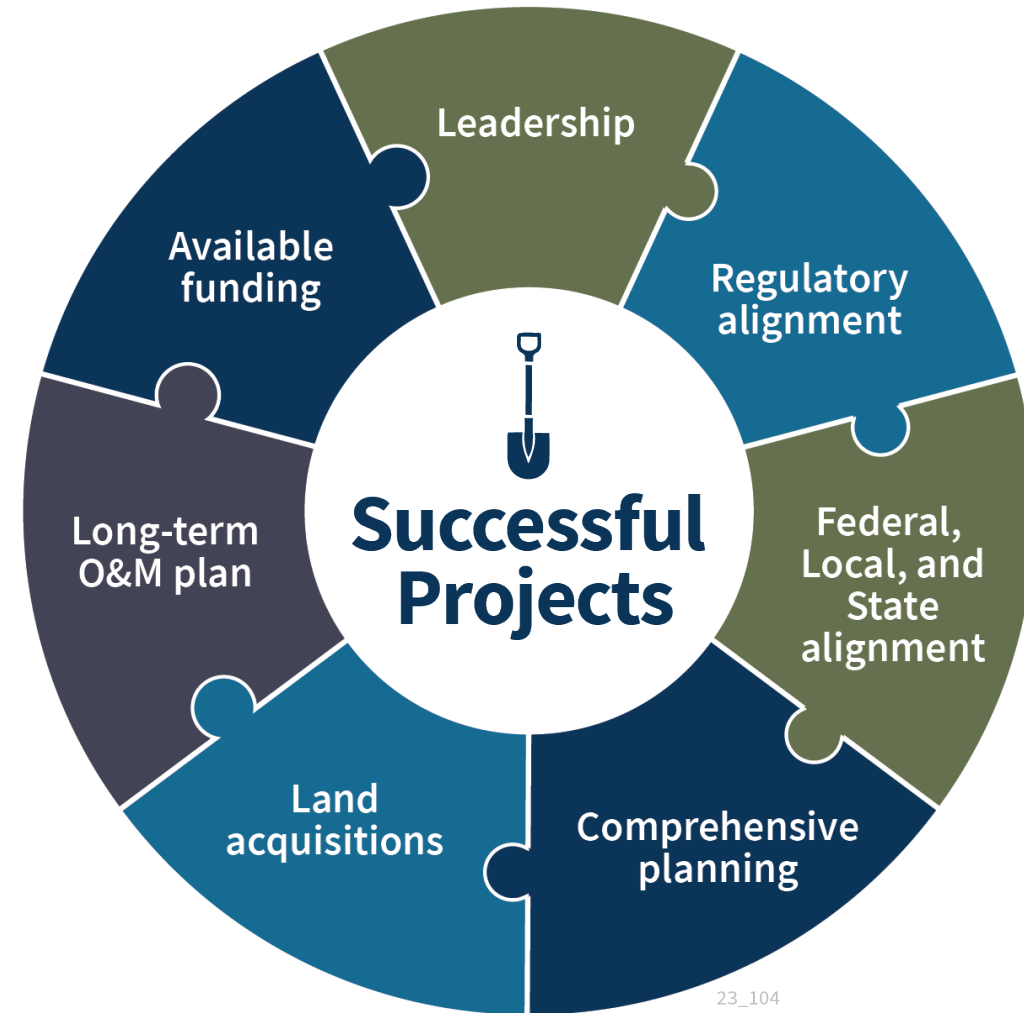 Leadership
Regulatory
alignment
Federal,
Local, and
State
alignment
Comprehensive
planning
Land
acquisitions
Long-term
O&M plan
Available
funding
Successful
Projects
23_104